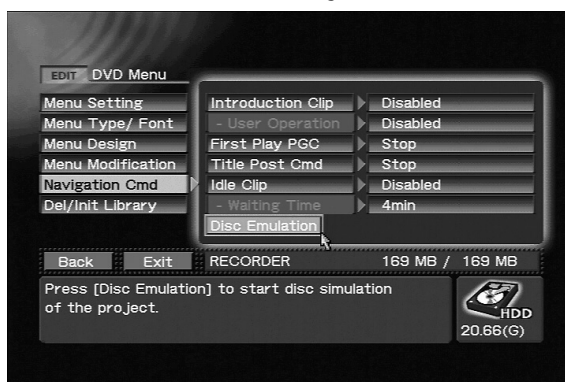 EDIT DVD Menu
Menu Setting Introduction Clip Disabled
Menu Type/ Font - User Operation Disabled
Menu Design First Play PGC Stop
Menu Modification Title Post Cmd Stop
Navigation Cmd Idle Clip Disabled
Del/Init Library - Waiting Time 4min
Disc Emulation
Back Exit RECORDER 169 MB / 169 MB
Press [Disc Emulation] to start disc simulation
of the project.
HDD
20.66(G)